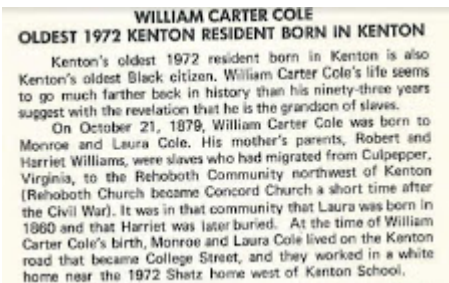 WILLIAM CARTER COLE
OLDEST 1972 KENTON RESIDENT BORN IN KENTON
Kenton's oldest 1972 resident born in Kenton is also
Kenton's oldest Black citizen. William Carter Cole's life seems
to go much farther back in history than his ninety-three years
suggest with the revelation that he is the grandson of slaves.
On October 21, 1879, William Carter Cole was born to
Monroe and Laura Cole. His mother's parents, Robert and
Harriet Williams, were slaves who had migrated from Culpepper,
Virginia, to the Rehoboth Community northwest of Kenton
(Rehoboth Church became Concord Church a short time after
the Civil War). It was in that community that Laura was born in
1860 and that Harriet was later buried. At the time of William
Carter Cole's birth, Monroe and Laura Cole lived on the Kenton
road that became College Street, and they worked in a white
home near the 1972 Shatz home west of Kenton School.